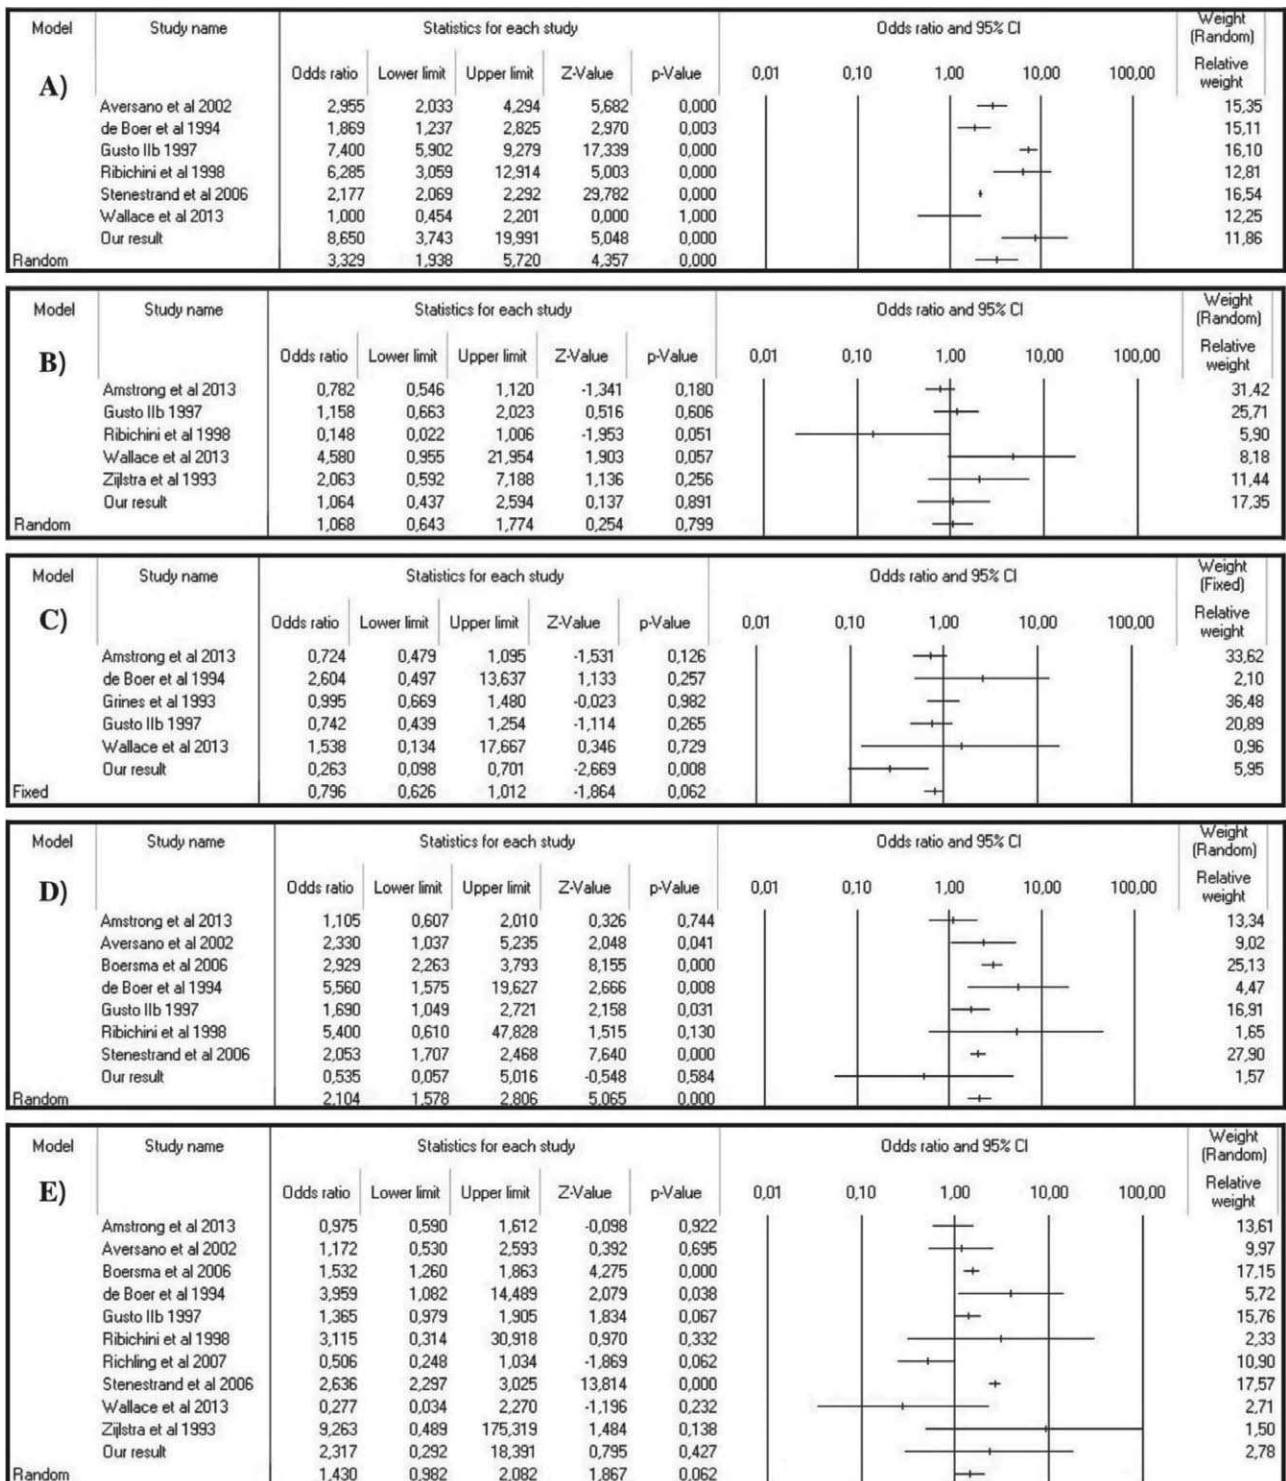 Model Study name Statistics for each study Odds ratio and 95% CI Weight (Random)
A) Odds ratio Lower limit Upper limit Z-Value p-Value 0,01 0,10 1,00 10,00 100,00 Relative weight
Aversano et al 2002 2,955 2,033 4,294 5,682 0,000 15,35
de Boer et al 1994 1,869 1,237 2,825 2,970 0,003 15,11
Gusto IIb 1997 7,400 5,902 9,279 17,339 0,000 16,10
Ribichini et al 1998 6,285 3,059 12,914 5,003 0,000 12,81
Stenestrand et al 2006 2,177 2,069 2,292 29,782 0,000 16,54
Wallace et al 2013 1,000 0,454 2,201 0,000 1,000 12,25
Our result 8,650 3,743 19,991 5,048 0,000 11,86
Random 3,329 1,938 5,720 4,357 0,000
Model Study name Statistics for each study Odds ratio and 95% CI Weight (Random)
B) Odds ratio Lower limit Upper limit Z-Value p-Value 0,01 0,10 1,00 10,00 100,00 Relative weight
Amstrong et al 2013 0,782 0,546 1,120 -1,341 0,180 31,42
Gusto IIb 1997 1,158 0,663 2,023 0,516 0,606 25,71
Ribichini et al 1998 0,148 0,022 1,006 -1,953 0,051 5,90
Wallace et al 2013 4,580 0,955 21,954 1,903 0,057 8,18
Zijlstra et al 1993 2,063 0,592 7,188 1,136 0,256 11,44
Our result 1,064 0,437 2,594 0,137 0,891 17,35
Random 1,068 0,643 1,774 0,254 0,799
Model Study name Statistics for each study Odds ratio and 95% CI Weight (Fixed)
C) Odds ratio Lower limit Upper limit Z-Value p-Value 0,01 0,10 1,00 10,00 100,00 Relative weight
Amstrong et al 2013 0,724 0,479 1,095 -1,531 0,126 33,62
de Boer et al 1994 2,604 0,497 13,637 1,133 0,257 2,10
Grines et al 1993 0,995 0,669 1,480 -0,023 0,982 36,48
Gusto IIb 1997 0,742 0,439 1,254 -1,114 0,265 20,89
Wallace et al 2013 1,538 0,134 17,667 0,346 0,729 0,96
Our result 0,263 0,098 0,701 -2,669 0,008 5,95
Fixed 0,796 0,626 1,012 -1,864 0,062
Model Study name Statistics for each study Odds ratio and 95% CI Weight (Random)
D) Odds ratio Lower limit Upper limit Z-Value p-Value 0,01 0,10 1,00 10,00 100,00 Relative weight
Amstrong et al 2013 1,105 0,607 2,010 0,326 0,744 13,34
Aversano et al 2002 2,330 1,037 5,235 2,048 0,041 9,02
Boersma et al 2006 2,929 2,263 3,793 8,155 0,000 25,13
de Boer et al 1994 5,560 1,575 19,627 2,666 0,008 4,47
Gusto IIb 1997 1,690 1,049 2,721 2,158 0,031 16,91
Ribichini et al 1998 5,400 0,610 47,828 1,515 0,130 1,65
Stenestrand et al 2006 2,053 1,707 2,468 7,640 0,000 27,90
Our result 0,535 0,057 5,016 -0,548 0,584 1,57
Random 2,104 1,578 2,806 5,065 0,000
Model Study name Statistics for each study Odds ratio and 95% CI Weight (Random)
E) Odds ratio Lower limit Upper limit Z-Value p-Value 0,01 0,10 1,00 10,00 100,00 Relative weight
Amstrong et al 2013 0,975 0,590 1,612 -0,098 0,922 13,61
Aversano et al 2002 1,172 0,530 2,593 0,392 0,695 9,97
Boersma et al 2006 1,532 1,260 1,863 4,275 0,000 17,15
de Boer et al 1994 3,959 1,082 14,489 2,079 0,038 5,72
Gusto IIb 1997 1,365 0,979 1,905 1,834 0,067 15,76
Ribichini et al 1998 3,115 0,314 30,918 0,970 0,332 2,33
Richling et al 2007 0,506 0,248 1,034 -1,869 0,062 10,90
Stenestrand et al 2006 2,636 2,297 3,025 13,814 0,000 17,57
Wallace et al 2013 0,277 0,034 2,270 -1,196 0,232 2,71
Zijlstra et al 1993 9,263 0,489 175,319 1,484 0,138 1,50
Our result 2,317 0,292 18,391 0,795 0,427 2,78
Random 1,430 0,982 2,082 1,867 0,062